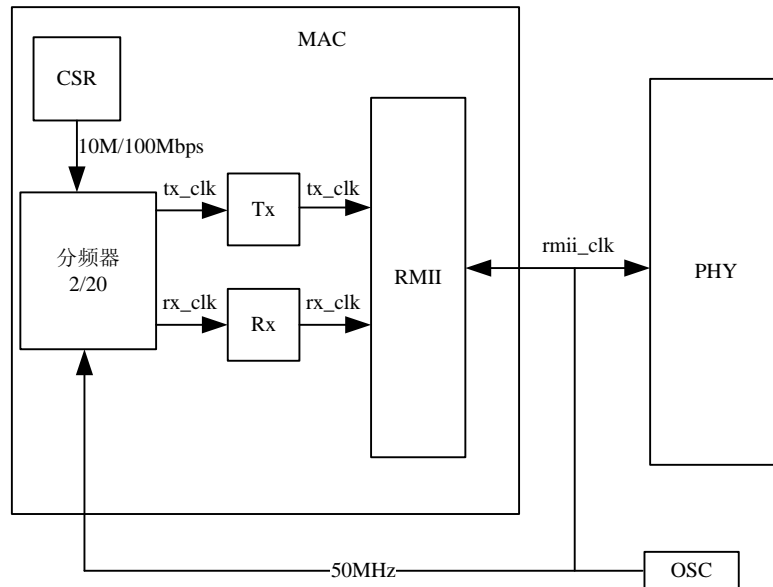 MAC
CSR
10M/100Mbps
tx_clk
tx_clk
Tx
分频器
2/20
RMII
rmii_clk
PHY
rx_clk
rx_clk
Rx
50MHz
OSC